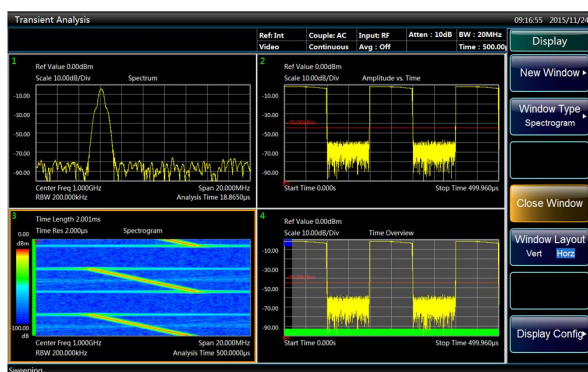 Transient Analysis
09:16:55 2015/11/24
Ref: Int Couple: AC Input: RF Atten : 10dB BW : 20MHz
Video Continuous Avg : Off Time : 500.00µ
Display
New Window
Window Type
Spectrogram
Close Window
Window Layout
Vert Horz
Display Config
1
Ref Value 0.00dBm
Scale 10.00dB/Div Spectrum
-10.00
-30.00
-50.00
-70.00
-90.00
Center Freq 1.000GHz Span 20.000MHz
RBW 200.000kHz Analysis Time 18.8650µs
2
Ref Value 0.00dBm
Scale 10.00dB/Div Amplitude vs. Time
-10.00
-30.00
-50.00
-70.00
-90.00
Start Time 0.000s Stop Time 499.960µs
3
Time Length 2.001ms
Time Res 2.000µs Spectrogram
0.00
dBm
-100.00
dB
Center Freq 1.000GHz Span 20.000MHz
RBW 200.000kHz Analysis Time 500.0000µs
4
Ref Value 0.00dBm
Scale 10.00dB/Div Time Overview
-10.00
-30.00
-50.00
-70.00
-90.00
Start Time 0.000s Stop Time 499.960µs
Sweeping